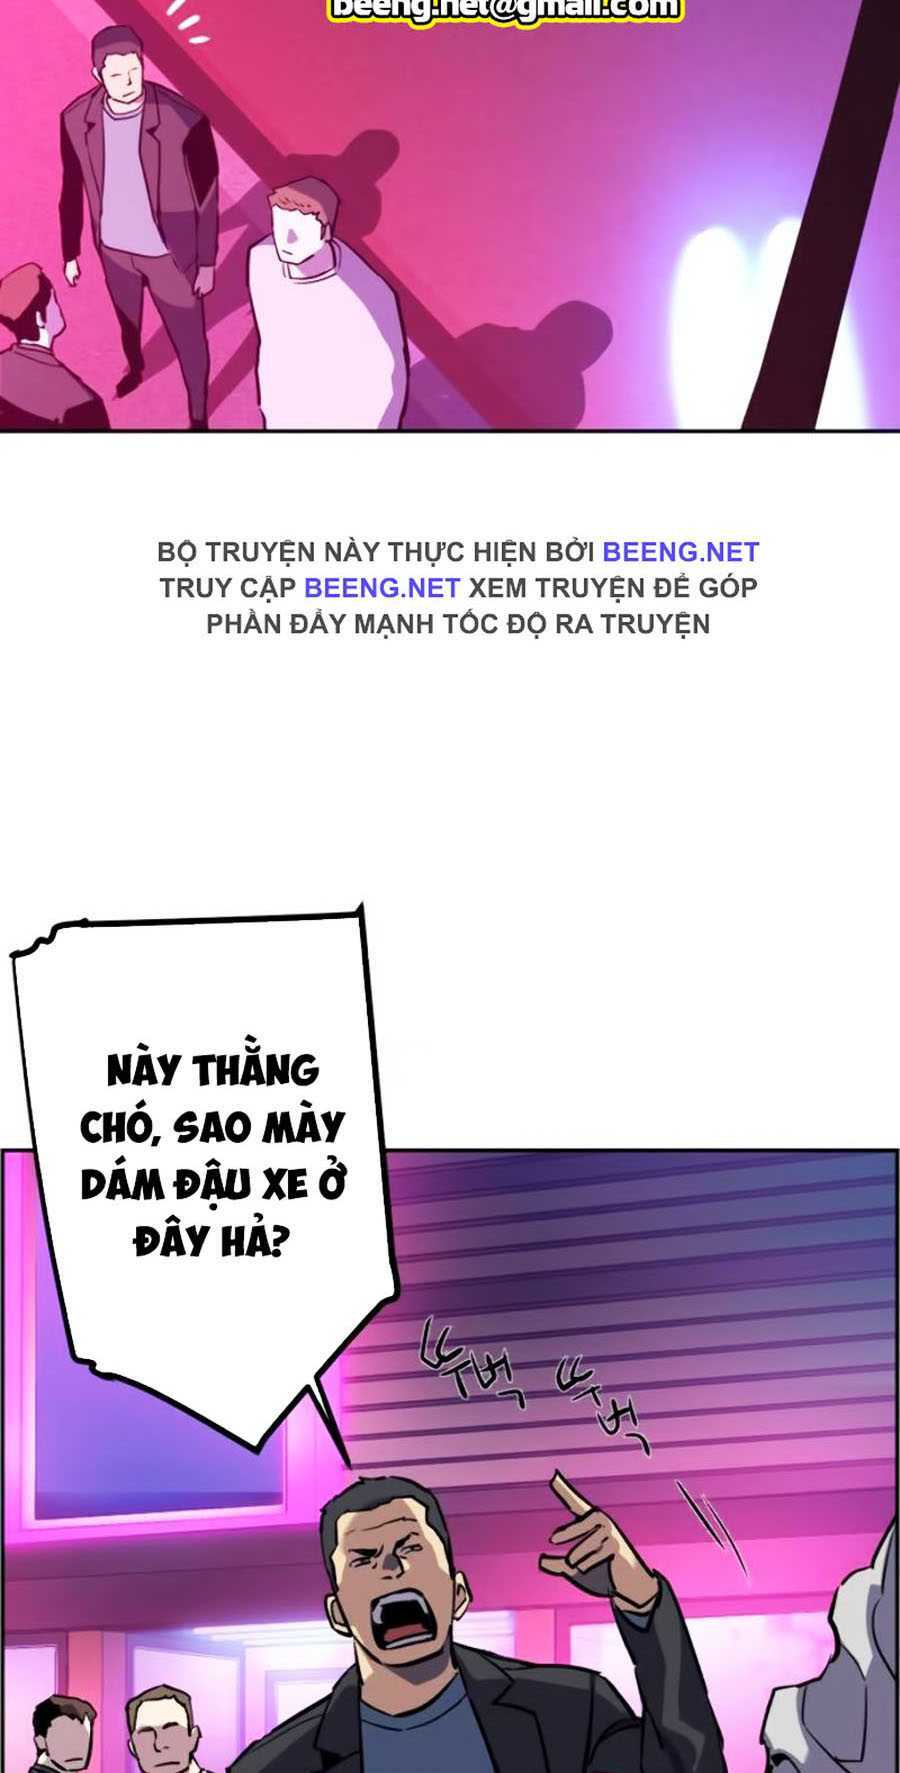 beeng.net@gmail.com
BỘ TRUYỆN NÀY THỰC HIỆN BỞI BEENG.NET
TRUY CẬP BEENG.NET XEM TRUYỆN ĐỂ GÓP
PHẦN ĐẨY MẠNH TỐC ĐỘ RA TRUYỆN
NÀY THẰNG
CHÓ, SAO MÀY
DÁM ĐẬU XE Ở
ĐÂY HẢ?
뚜벅
뚜벅